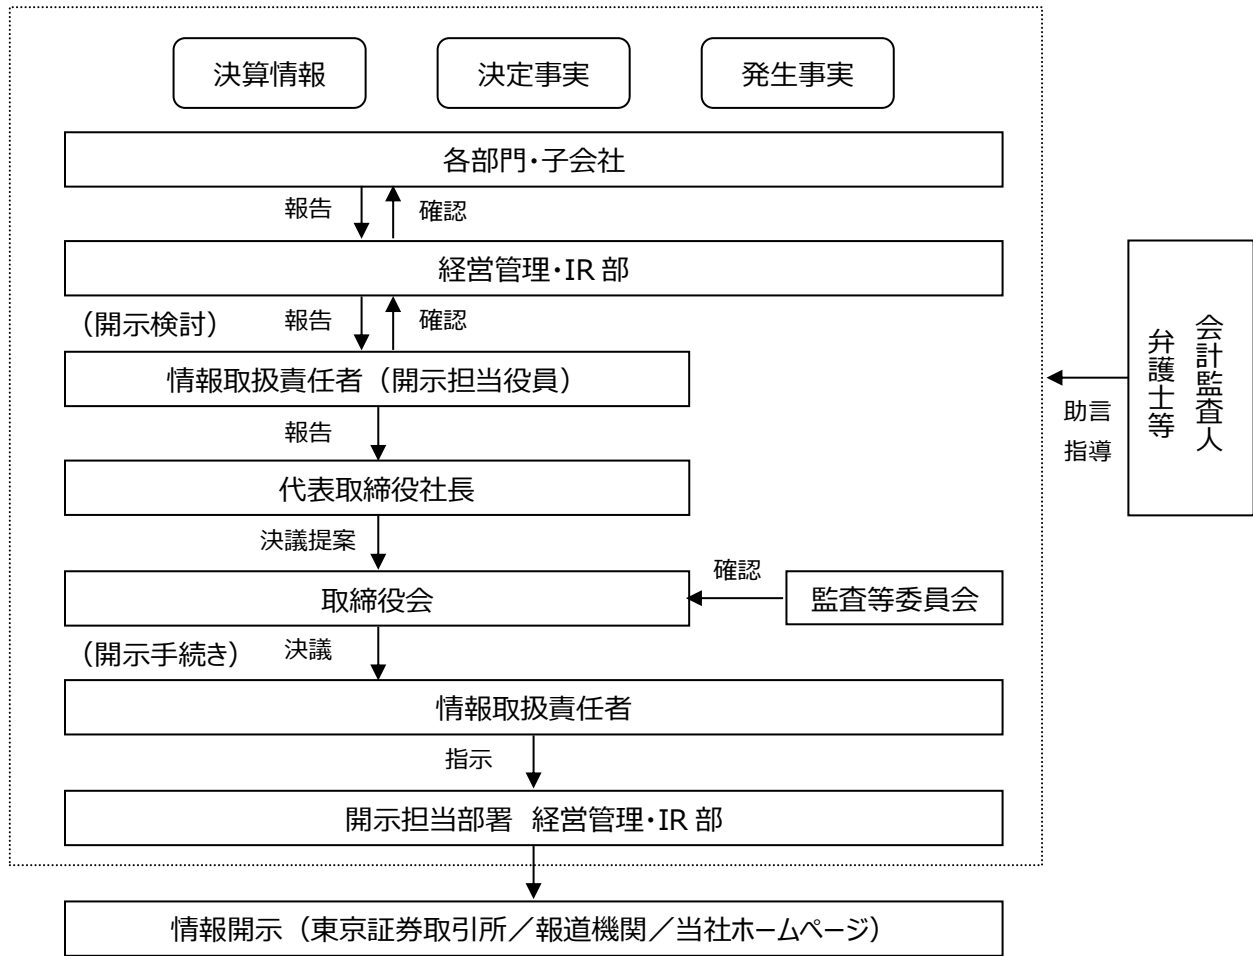 決算情報
決定事実
発生事実
各部門・子会社
報告
確認
経営管理・IR 部
(開示検討)
報告
確認
情報取扱責任者（開示担当役員）
報告
代表取締役社長
決議提案
取締役会
確認
監査等委員会
(開示手続き)
決議
情報取扱責任者
指示
開示担当部署 経営管理・IR 部
情報開示（東京証券取引所／報道機関／当社ホームページ）
助言
指導
会計監査人
弁護士等